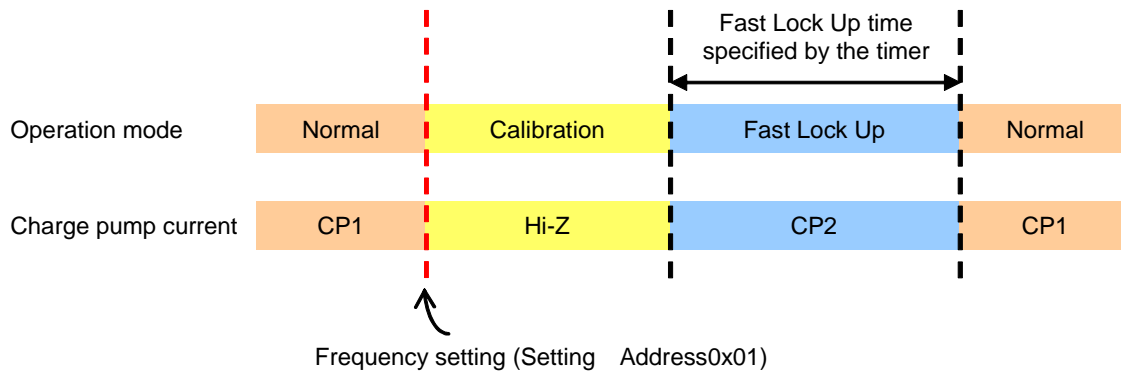 Fast Lock Up time
specified by the timer
Operation mode Normal Calibration Fast Lock Up Normal
Charge pump current CP1 Hi-Z CP2 CP1
Frequency setting (Setting Address0x01)